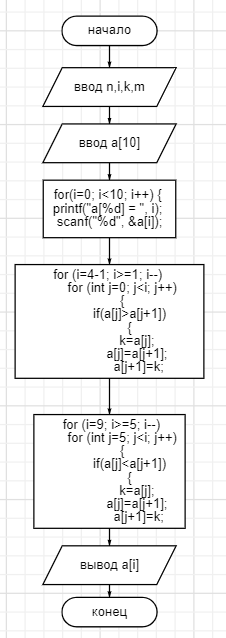 начало
ввод n,i,k,m
ввод a[10]
for(i=0; i<10; i++) {
printf("a[%d] = ", i);
scanf("%d", &a[i]);
for (i=4-1; i>=1; i--)
for (int j=0; j<i; j++)
{
if(a[j]>a[j+1])
{
k=a[j];
a[j]=a[j+1];
a[j+1]=k;
for (i=9; i>=5; i--)
for (int j=5; j<i; j++)
{
if(a[j]<a[j+1])
{
k=a[j];
a[j]=a[j+1];
a[j+1]=k;
вывод a[i]
конец